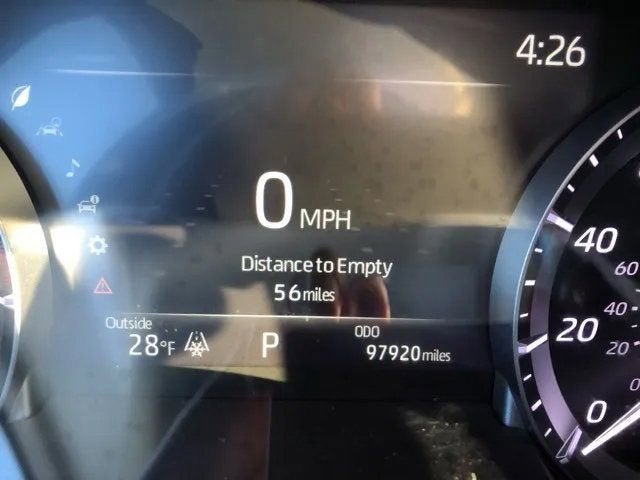 4:26
0 MPH
Distance to Empty
56 miles
Outside
28°F
P
ODO
97920 miles
40
60
40
20
20
0
0